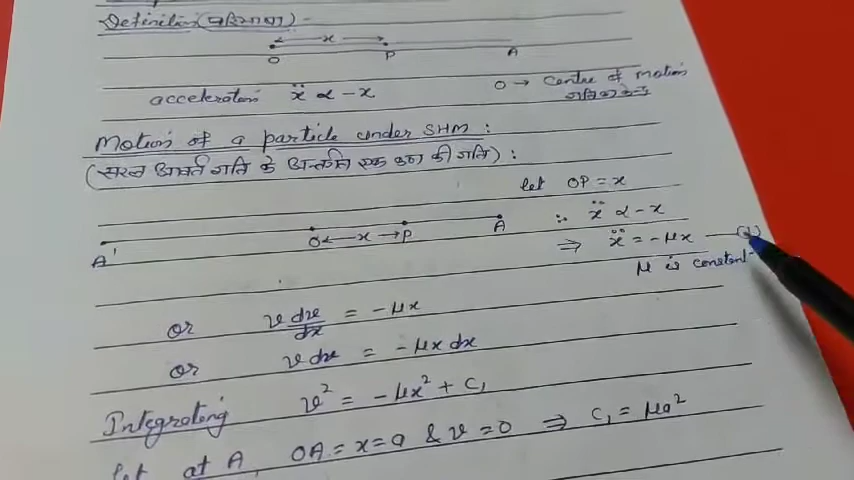 Definition (परिभाषा) -
x
O P A
acceleration ẍ α -x O → Centre of motion
गति का केन्द्र
Motion of a particle under SHM :
(सरल आवर्त गति के अन्तर्गत एक कण की गति) :
let OP = x
A' O x P A ∴ ẍ α -x
⇒ ẍ = -μx —(1)
μ is constant
or v dv/dx = -μx
or v dv = -μx dx
Integrating v² = -μx² + C₁
let at A, OA = x = a & v = 0 ⇒ C₁ = μa²